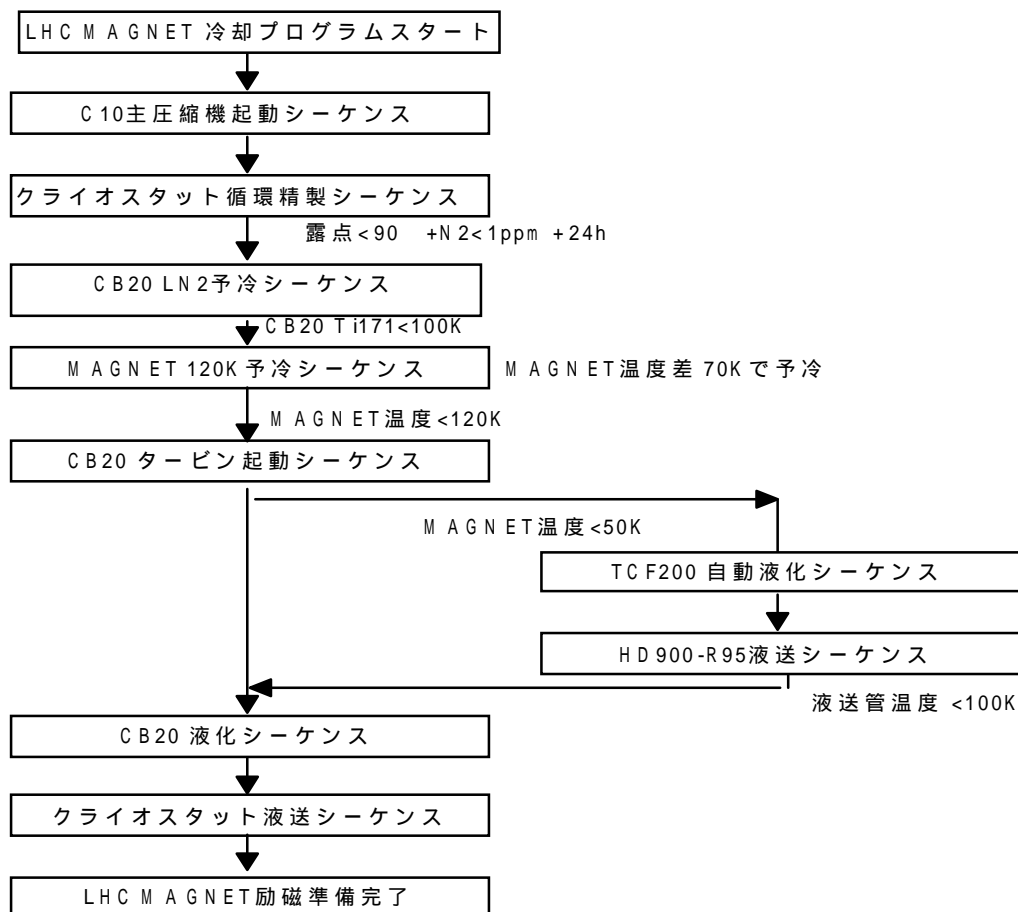 LHC MAGNET 冷却プログラムスタート
C10主圧縮機起動シーケンス
クライオスタット循環精製シーケンス
露点<90 +N2<1ppm +24h
CB20 LN2予冷シーケンス
CB20 Ti171<100K
MAGNET 120K予冷シーケンス
MAGNET温度差 70Kで予冷
MAGNET温度<120K
CB20 タービン起動シーケンス
MAGNET温度<50K
TCF200 自動液化シーケンス
HD900-R95液送シーケンス
液送管温度 <100K
CB20 液化シーケンス
クライオスタット液送シーケンス
LHC MAGNET励磁準備完了